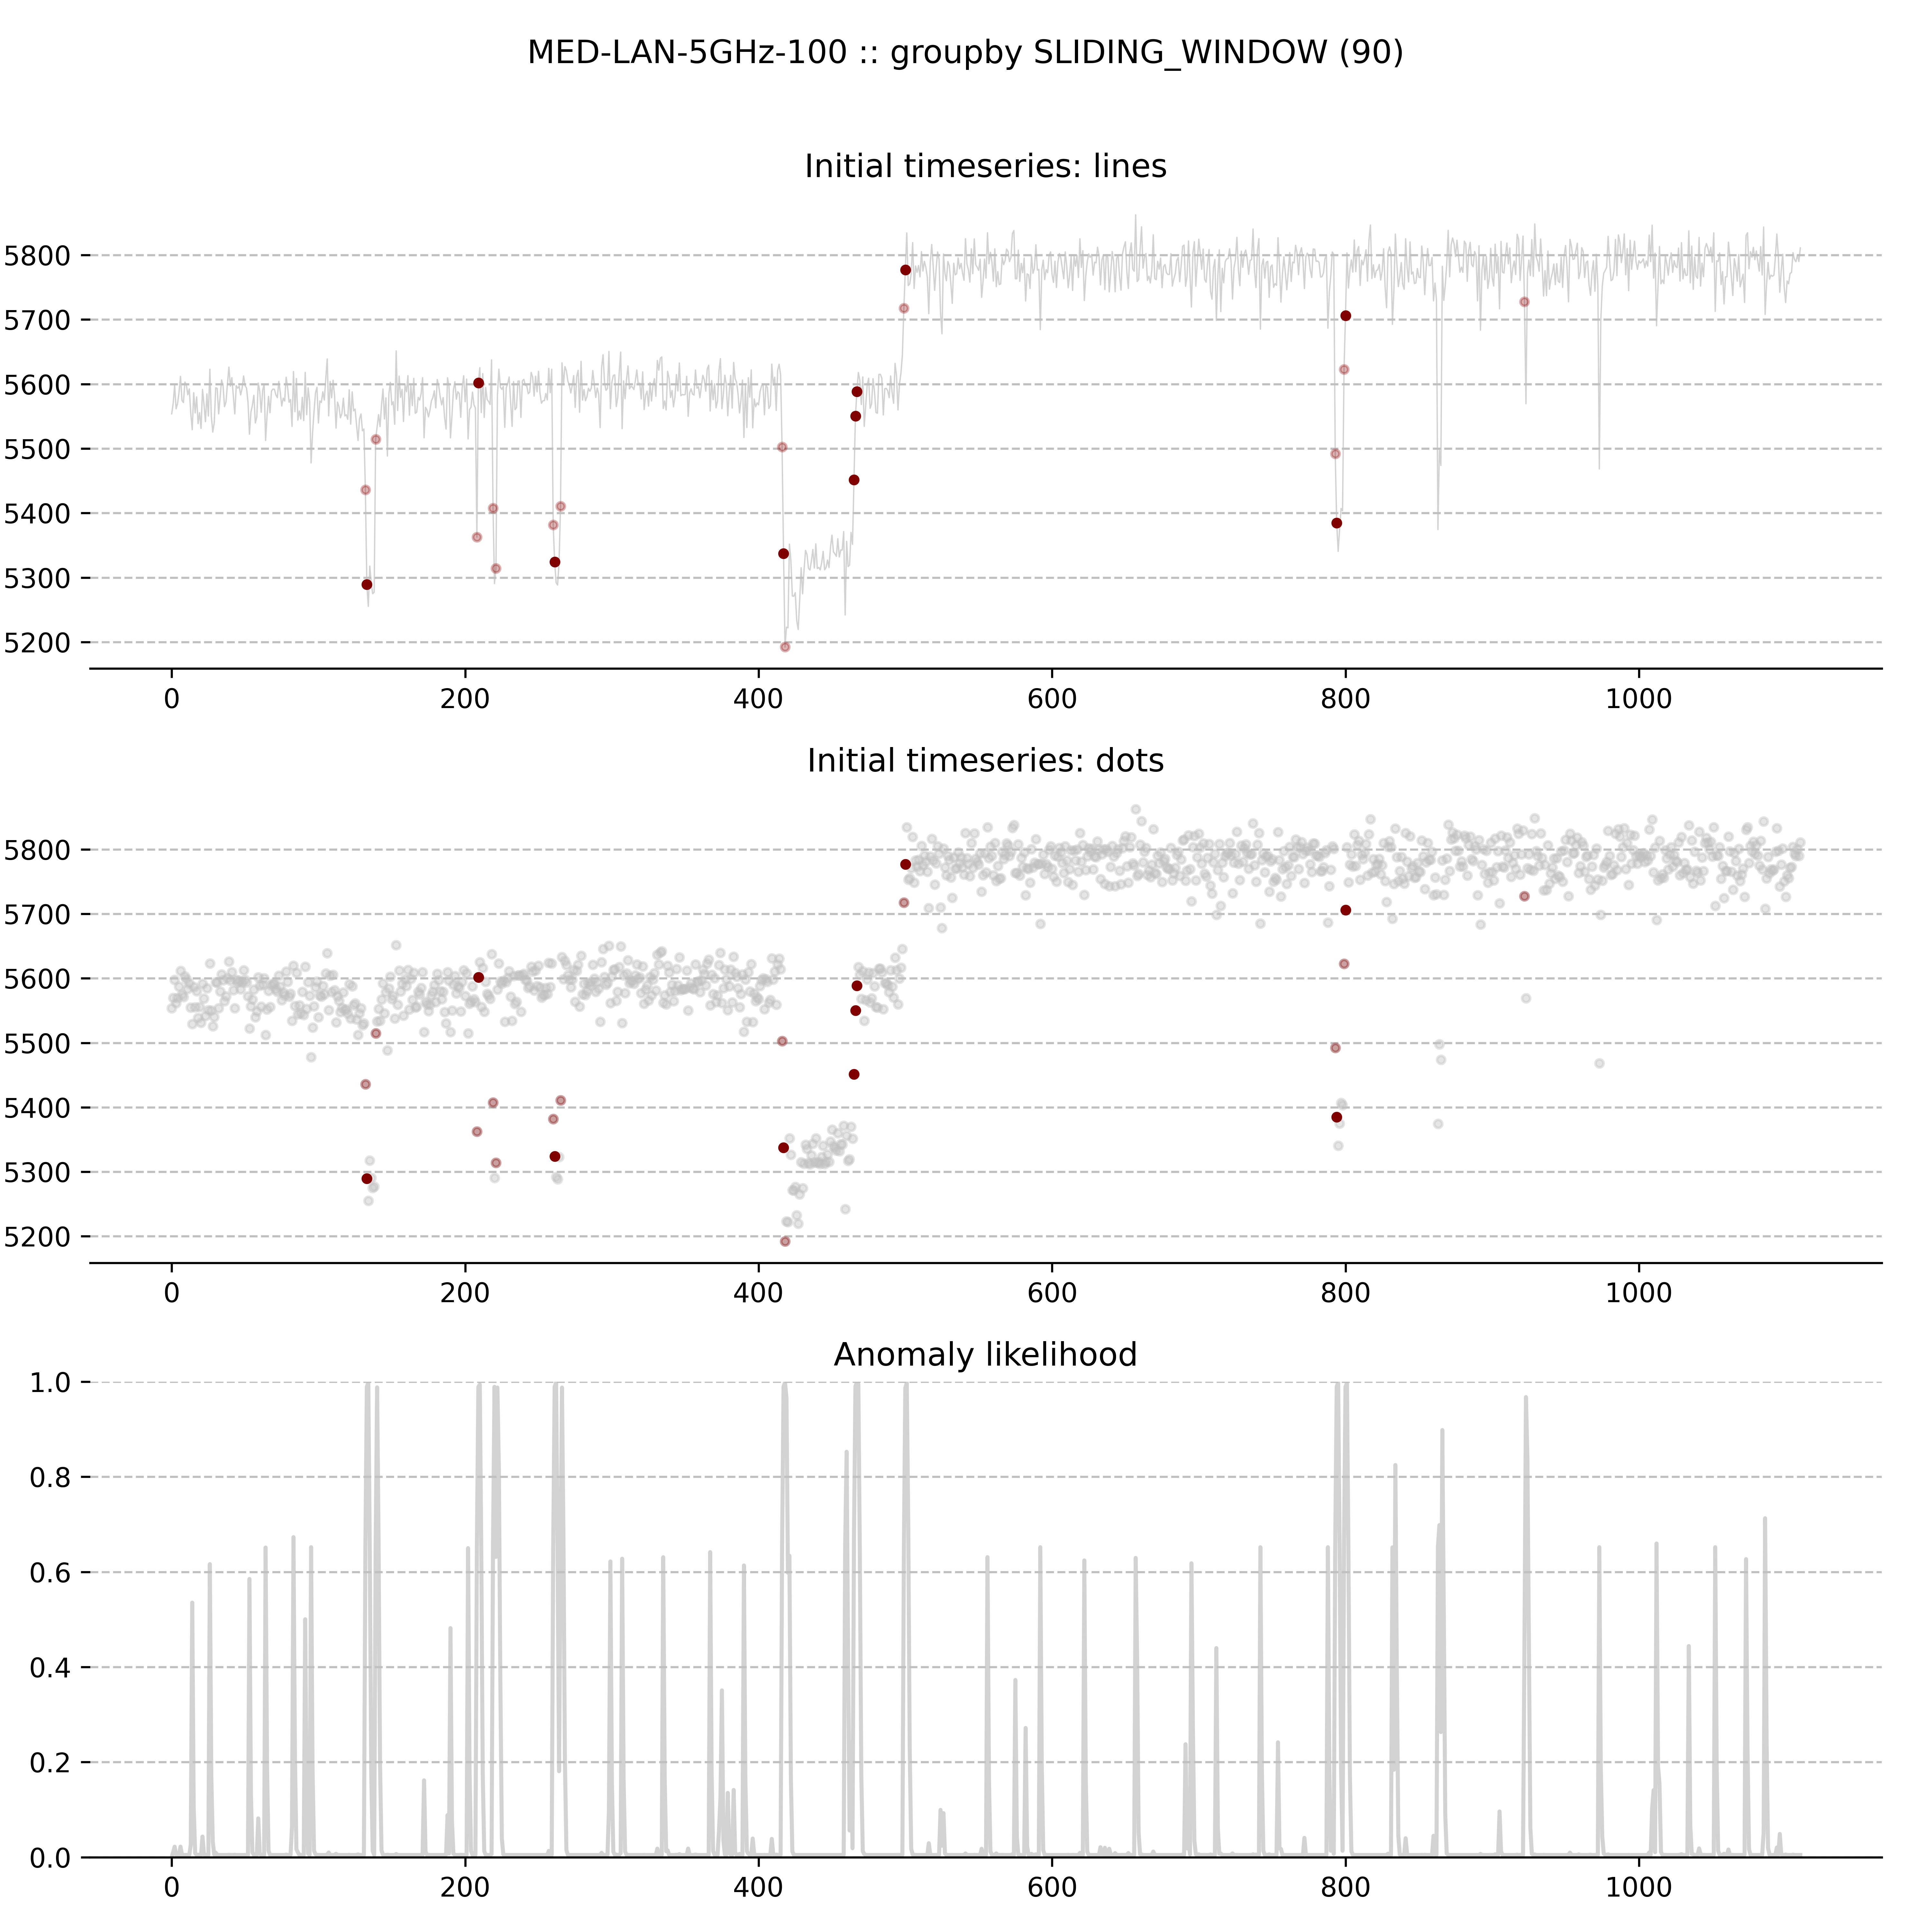 MED-LAN-5GHz-100 :: groupby SLIDING_WINDOW (90)
Initial timeseries: lines
5800
5700
5600
5500
5400
5300
5200
0 200 400 600 800 1000
Initial timeseries: dots
5800
5700
5600
5500
5400
5300
5200
0 200 400 600 800 1000
Anomaly likelihood
1.0
0.8
0.6
0.4
0.2
0.0
0 200 400 600 800 1000